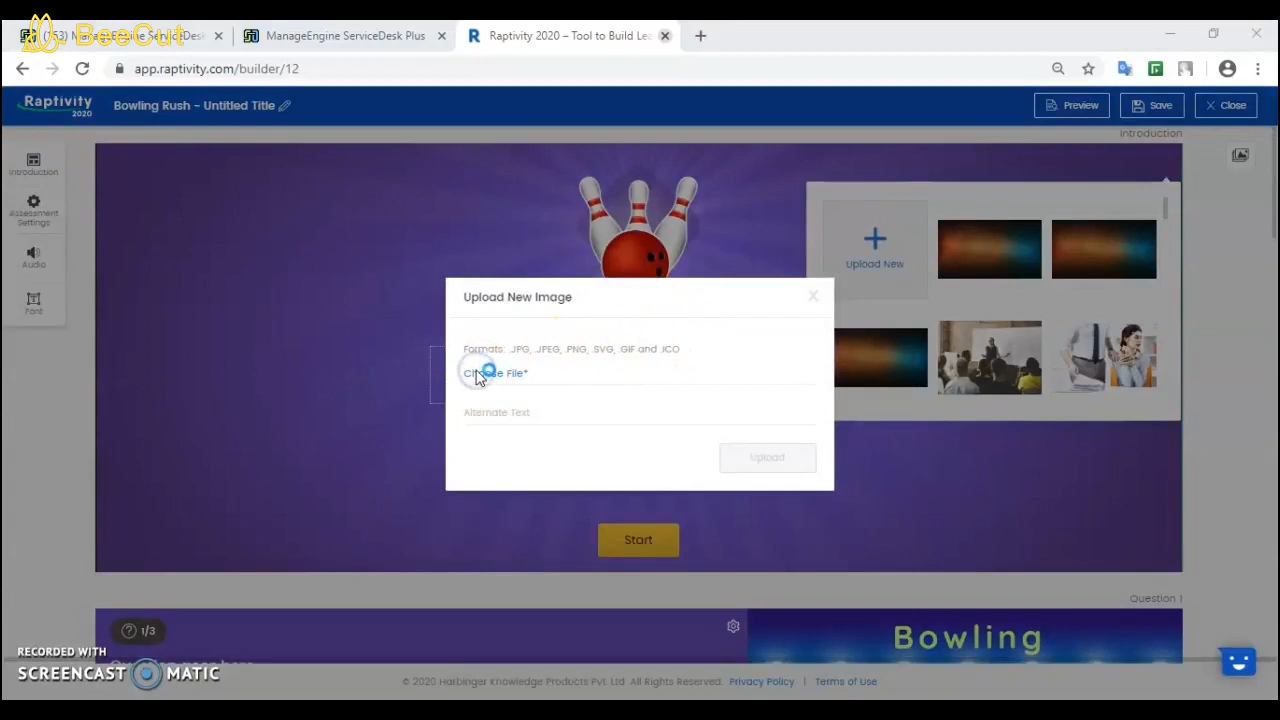 BeeCut
ManageEngine ServiceDesk Plus
Raptivity 2020 – Tool to Build Le
app.raptivity.com/builder/12
Raptivity
2020
Bowling Rush - Untitled Title
Preview
Save
Close
Introduction
Introduction
Assessment
Settings
Audio
Font
Upload New
Upload New Image
Formats: .JPG, .JPEG, .PNG, .SVG, .GIF and .ICO
Choose File*
Alternate Text
Upload
Start
Question 1
1/3
Bowling
RECORDED WITH
SCREENCAST MATIC
© 2020 Harbinger Knowledge Products Pvt. Ltd. All Rights Reserved.
Privacy Policy | Terms of Use